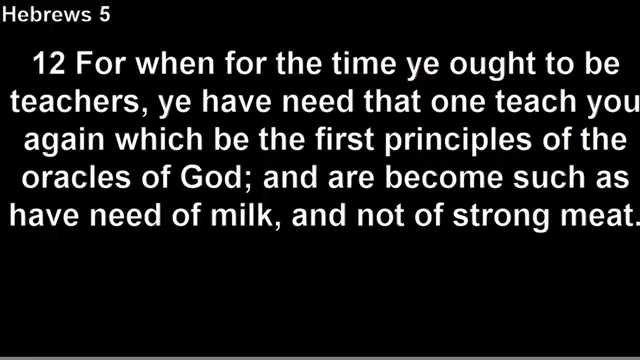 Hebrews 5
12 For when for the time ye ought to be
teachers, ye have need that one teach you
again which be the first principles of the
oracles of God; and are become such as
have need of milk, and not of strong meat.